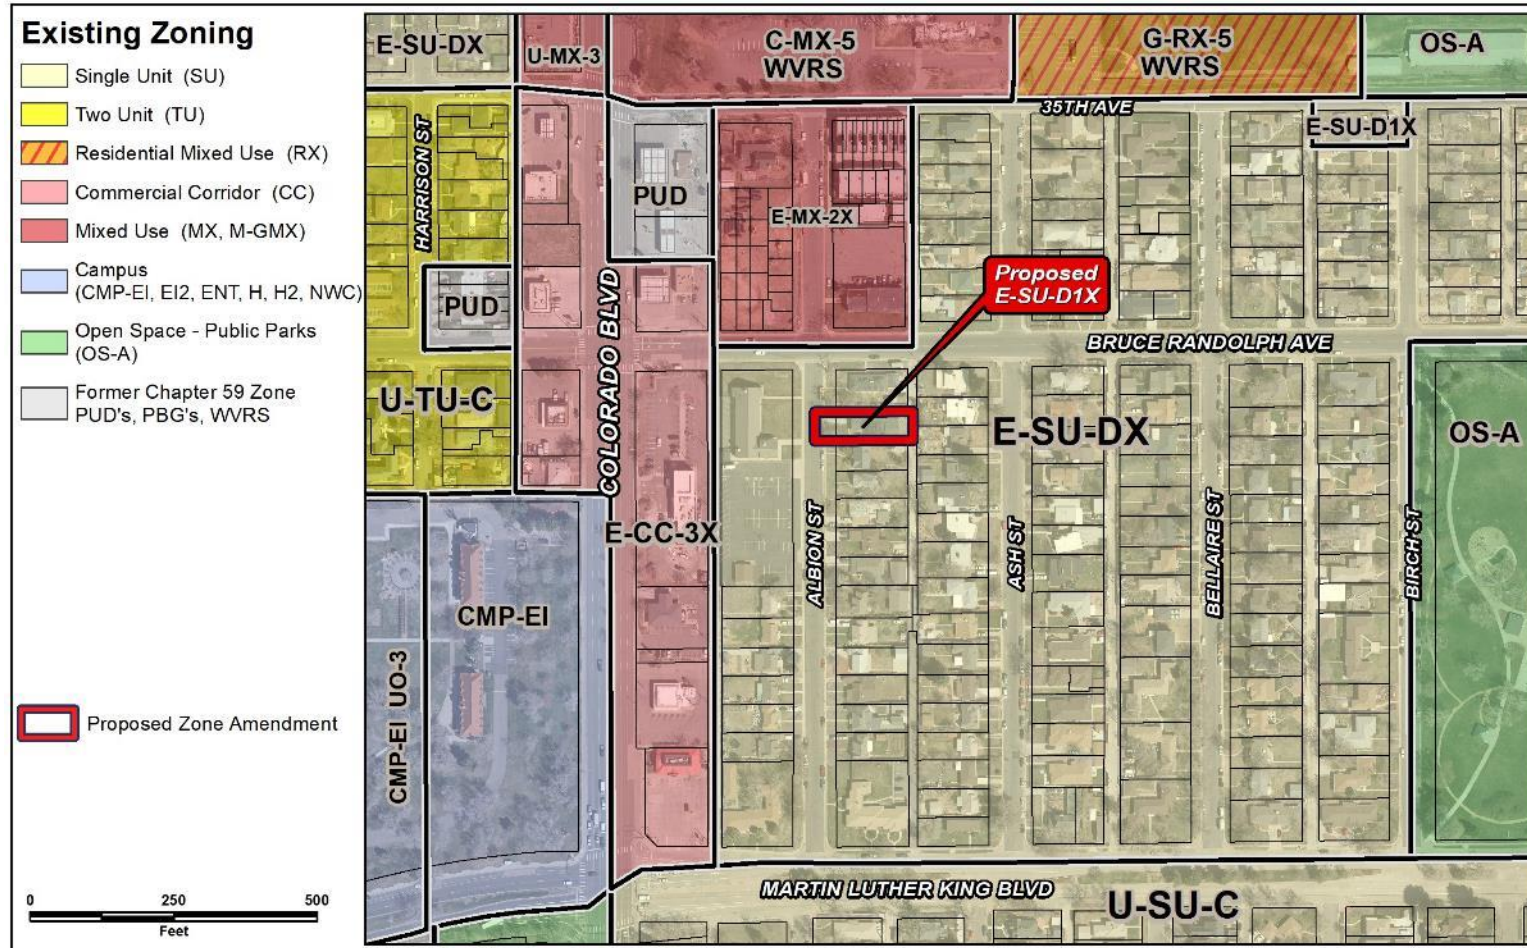 Existing Zoning
Single Unit (SU)
Two Unit (TU)
Residential Mixed Use (RX)
Commercial Corridor (CC)
Mixed Use (MX, M-GMX)
Campus
(CMP-EI, EI2, ENT, H, H2, NWC)
Open Space - Public Parks
(OS-A)
Former Chapter 59 Zone
PUD's, PBG's, WVRS
Proposed Zone Amendment
0 250 500
Feet
E-SU-DX
U-MX-3
C-MX-5
WVRS
G-RX-5
WVRS
OS-A
35TH AVE
E-SU-D1X
HARRISON ST
PUD
E-MX-2X
PUD
COLORADO BLVD
Proposed
E-SU-D1X
BRUCE RANDOLPH AVE
U-TU-C
E-SU-DX
OS-A
E-CC-3X
ALBION ST
ASH ST
BELLAIRE ST
BIRCH ST
CMP-EI
CMP-EI UO-3
MARTIN LUTHER KING BLVD
U-SU-C